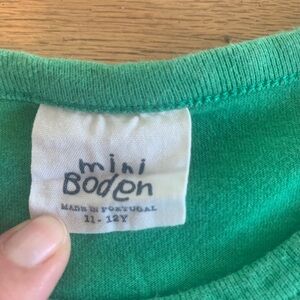 mini
Boden
MADE IN PORTUGAL
11 - 12Y